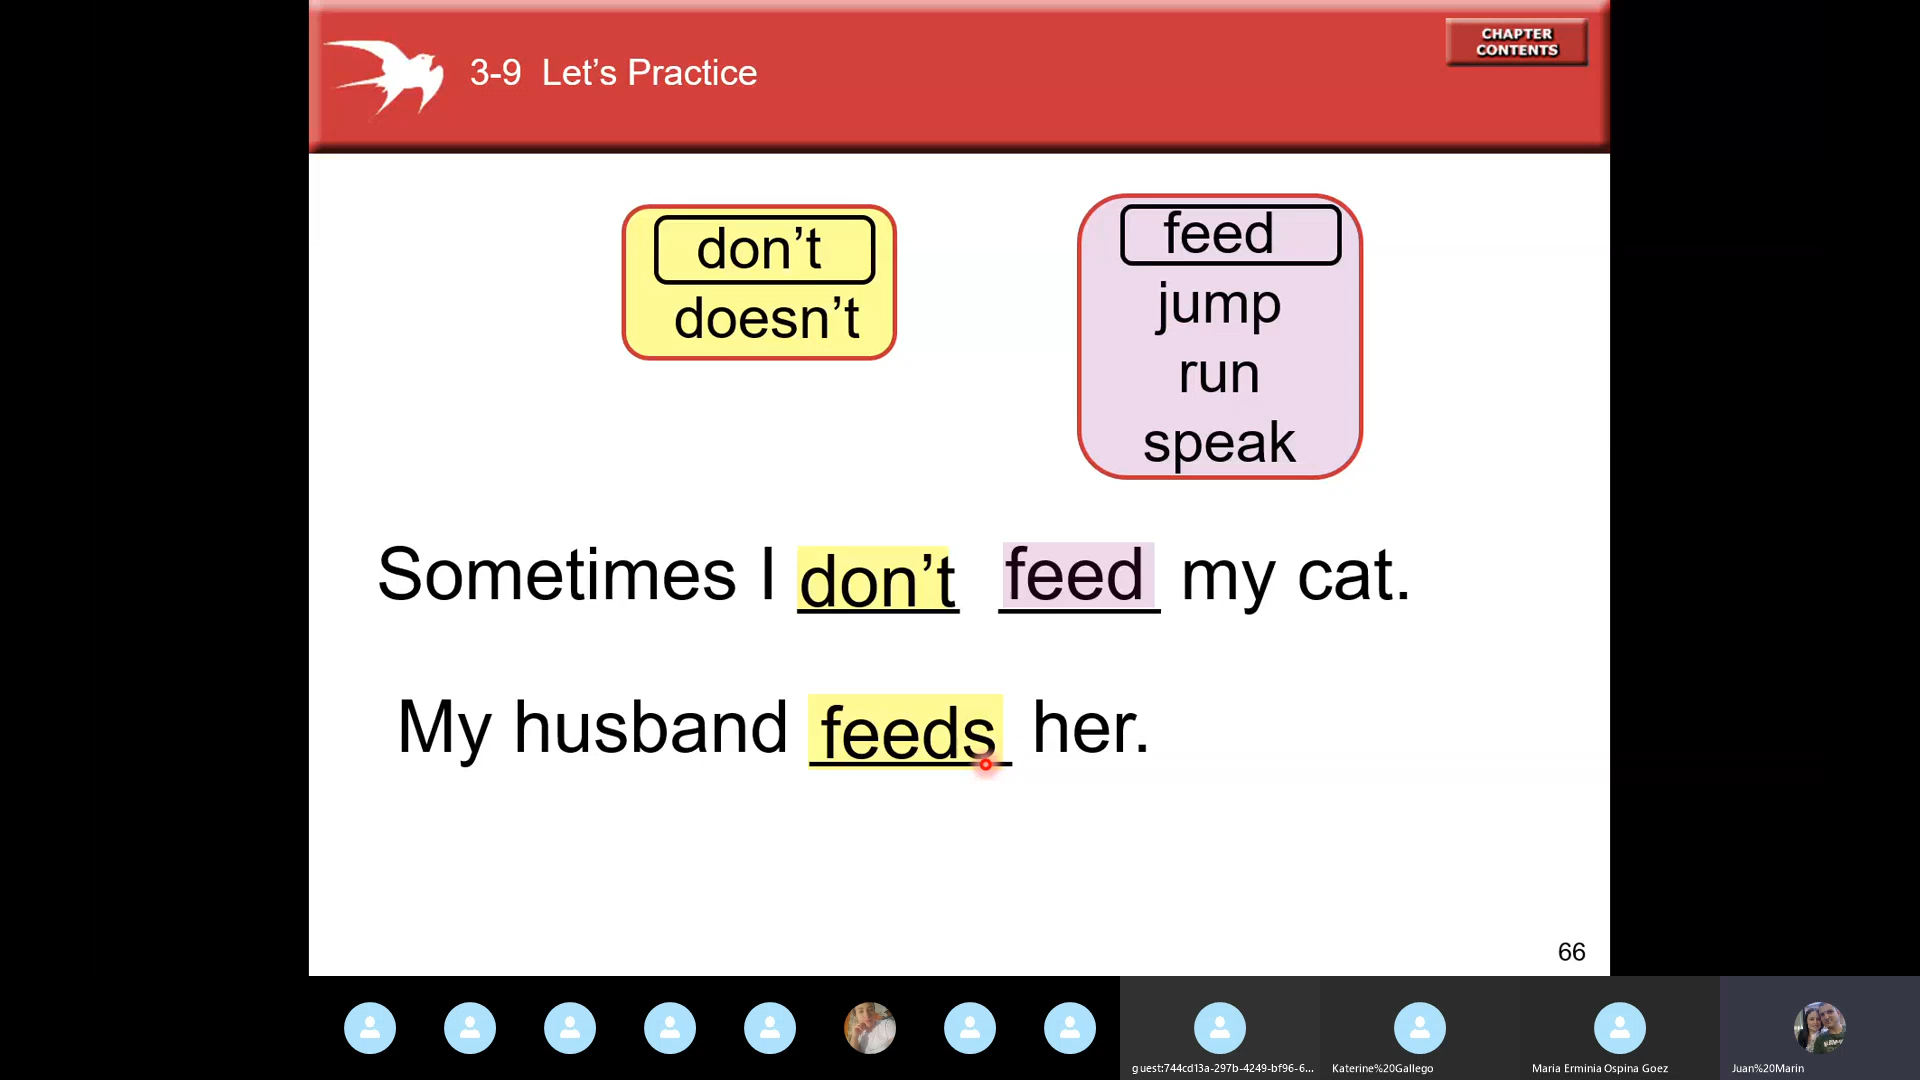 CHAPTER
CONTENTS
3-9 Let’s Practice
don’t
doesn’t
feed
jump
run
speak
Sometimes I don’t feed my cat.
My husband feeds her.
66
guest:744cd13a-297b-4249-bf96-6...
Katerine%20Gallego
Maria Erminia Ospina Goez
Juan%20Marin